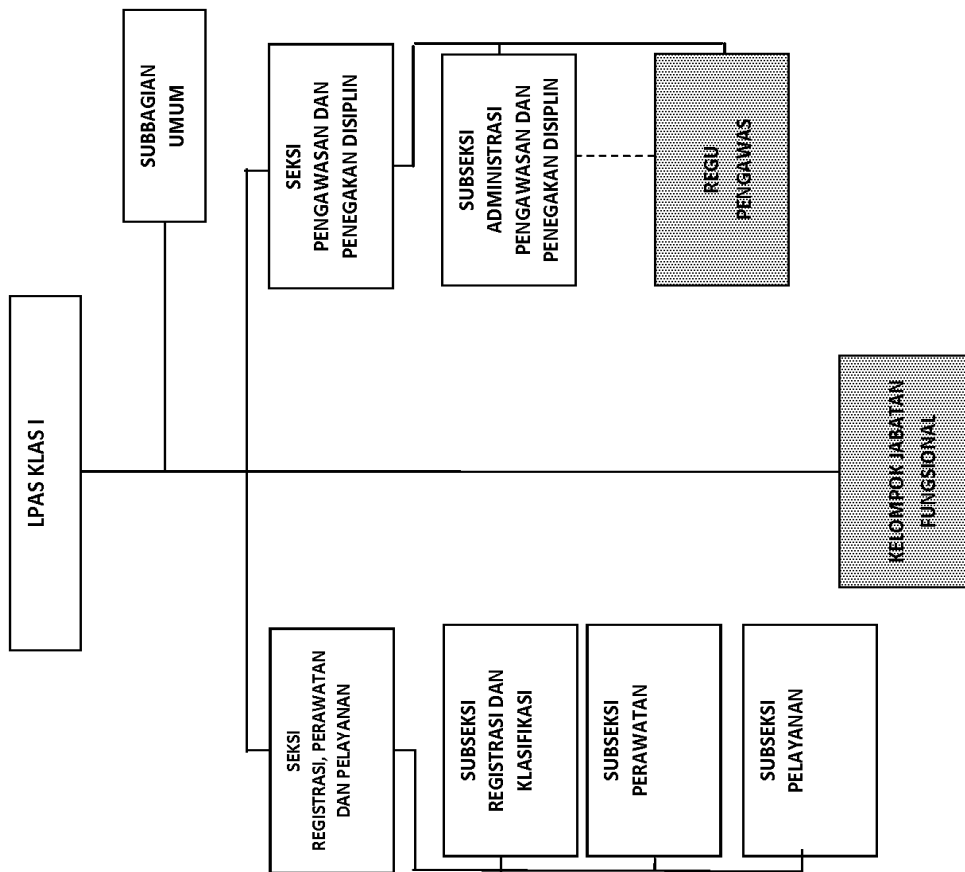 LPAS KLAS I
SUBBAGIAN
UMUM
SEKSI
REGISTRASI, PERAWATAN
DAN PELAYANAN
SEKSI
PENGAWASAN DAN
PENEGAKAN DISIPLIN
SUBSEKSI
REGISTRASI DAN
KLASIFIKASI
SUBSEKSI
ADMINISTRASI
PENGAWASAN DAN
PENEGAKAN DISIPLIN
SUBSEKSI
PERAWATAN
REGU
PENGAWAS
SUBSEKSI
PELAYANAN
KELOMPOK JABATAN
FUNGSIONAL